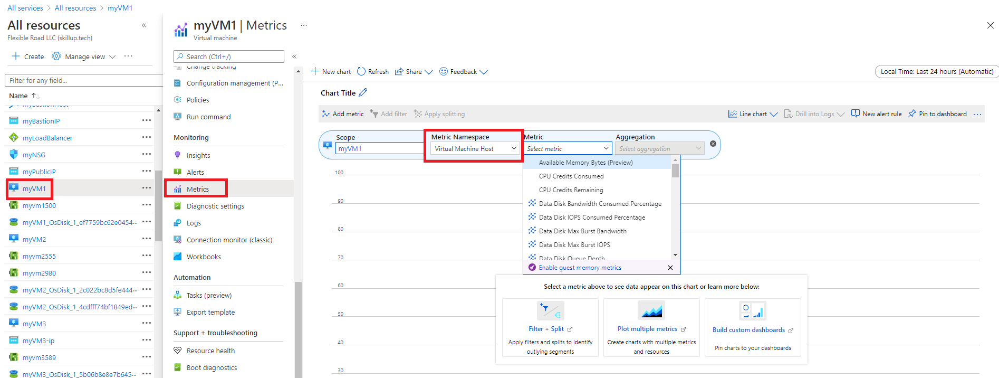 All services > All resources > myVM1
All resources
Flexible Road LLC (skillup.tech)
Create
Manage view
Filter for any field...
Name
myBastionHost
myBastionIP
myLoadBalancer
myNSG
myPublicIP
myVM1
myvm1500
myVM1_OsDisk_1_ef7759bc62e0454...
myVM2
myvm2555
myvm2980
myVM2_OsDisk_1_2c022bc8d5fe444...
myVM2_OsDisk_1_4cdfff74bf1849ed...
myVM3
myVM3-ip
myvm3589
myVM3_OsDisk_1_5b06b8e8e7b645...
myVM1 | Metrics
Virtual machine
Search (Ctrl+/)
Change tracking
Configuration management (P...
Policies
Run command
Monitoring
Insights
Alerts
Metrics
Diagnostic settings
Logs
Connection monitor (classic)
Workbooks
Automation
Tasks (preview)
Export template
Support + troubleshooting
Resource health
Boot diagnostics
New chart
Refresh
Share
Feedback
Local Time: Last 24 hours (Automatic)
Chart Title
Add metric
Add filter
Apply splitting
Line chart
Drill into Logs
New alert rule
Pin to dashboard
Scope
myVM1
Metric Namespace
Virtual Machine Host
Metric
Select metric
Aggregation
Select aggregation
Available Memory Bytes (Preview)
CPU Credits Consumed
CPU Credits Remaining
Data Disk Bandwidth Consumed Percentage
Data Disk IOPS Consumed Percentage
Data Disk Max Burst Bandwidth
Data Disk Max Burst IOPS
Data Disk Queue Depth
Enable guest memory metrics
100
90
80
70
60
50
40
30
Select a metric above to see data appear on this chart or learn more below:
Filter + Split
Apply filters and splits to identify
outlying segments
Plot multiple metrics
Create charts with multiple metrics
and resources
Build custom dashboards
Pin charts to your dashboards